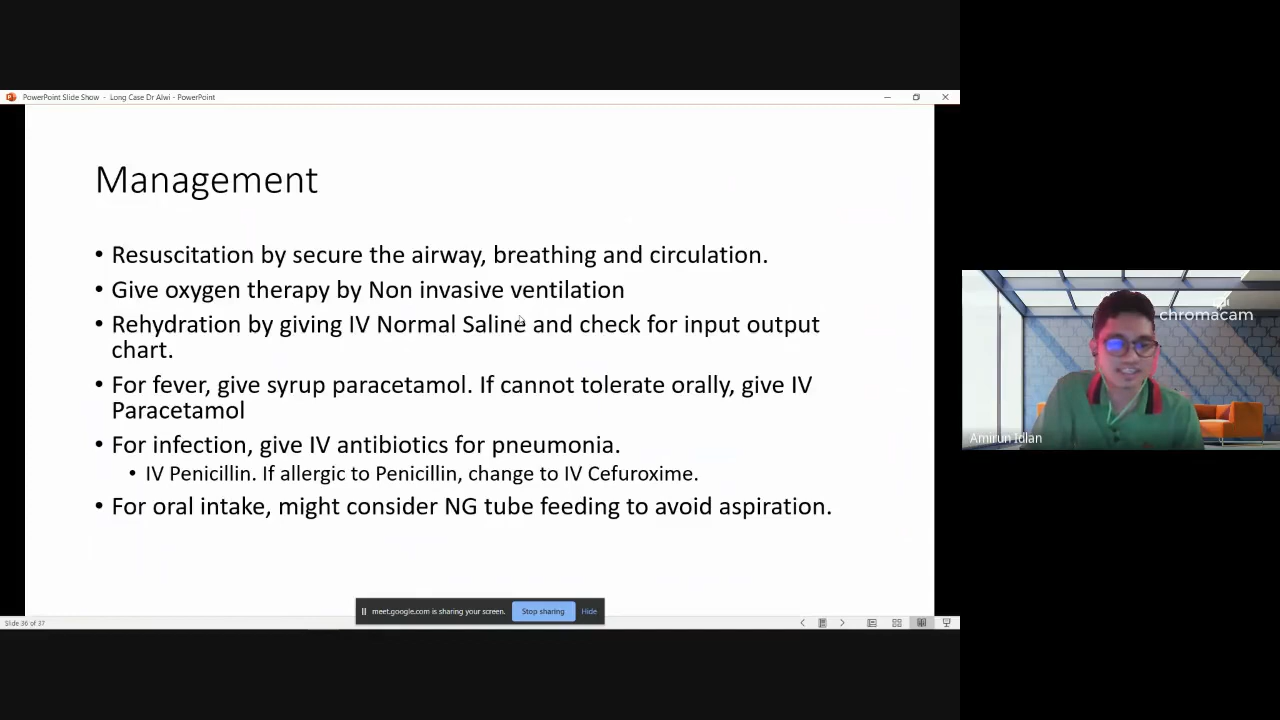 PowerPoint Slide Show - Long Case Dr Alwi - PowerPoint
Management
• Resuscitation by secure the airway, breathing and circulation.
• Give oxygen therapy by Non invasive ventilation
• Rehydration by giving IV Normal Saline and check for input output
chart.
• For fever, give syrup paracetamol. If cannot tolerate orally, give IV
Paracetamol
• For infection, give IV antibiotics for pneumonia.
• IV Penicillin. If allergic to Penicillin, change to IV Cefuroxime.
• For oral intake, might consider NG tube feeding to avoid aspiration.
meet.google.com is sharing your screen. Stop sharing Hide
Slide 36 of 37
chromacam
Amirun Idlan